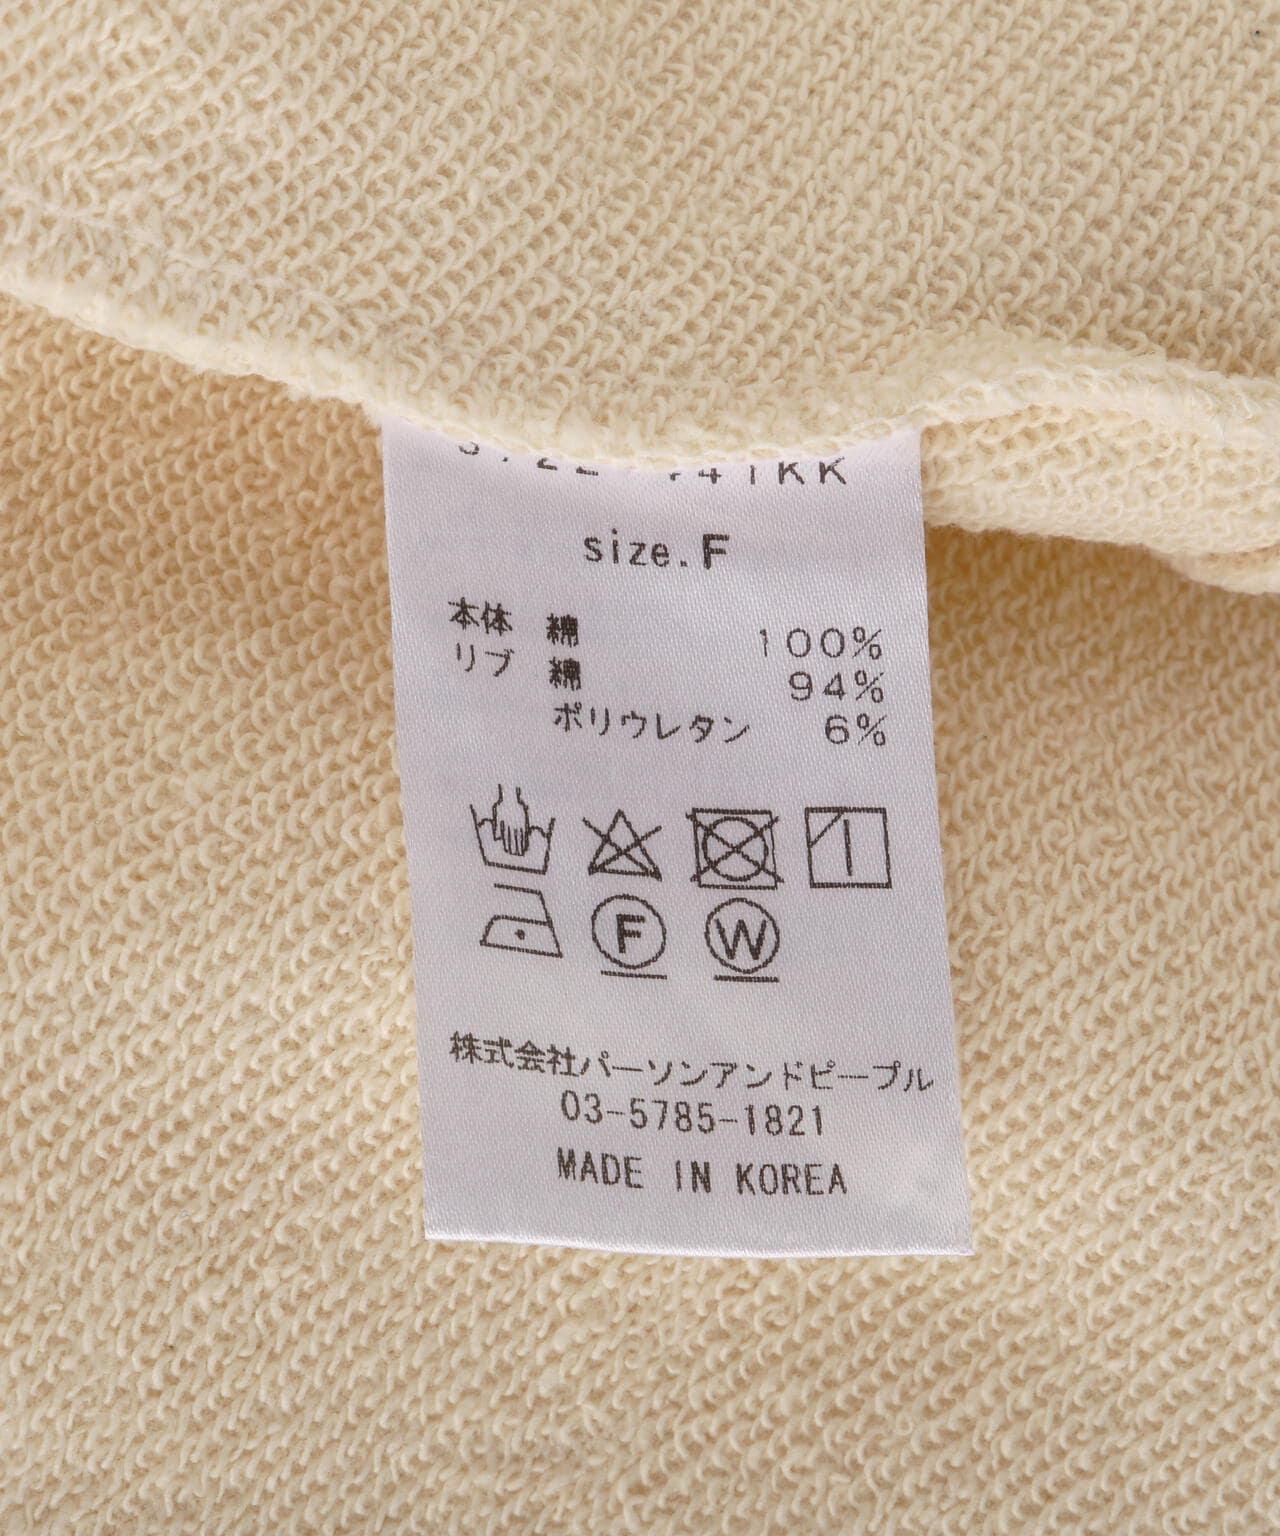 size.F
本体 綿 100%
リブ 綿 94%
ポリウレタン 6%
F W
株式会社パーソンアンドピープル
03-5785-1821
MADE IN KOREA